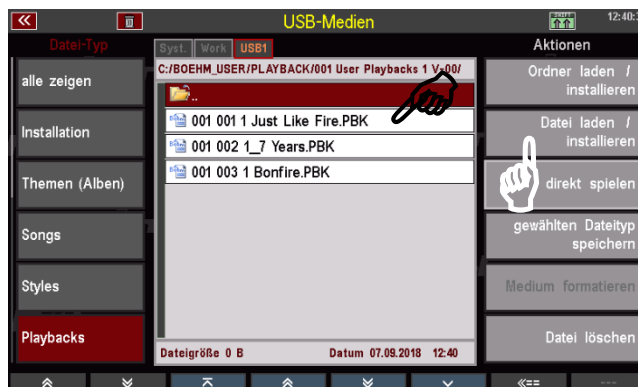 USB-Medien
SHIFT
12:40:
Datei-Typ
Syst. Work USB1
Aktionen
C:/BOEHM_USER/PLAYBACK/001 User Playbacks 1 V-00/
alle zeigen
..
Ordner laden /
installieren
001 001 1 Just Like Fire.PBK
Installation
001 002 1_7 Years.PBK
Datei laden /
installieren
001 003 1 Bonfire.PBK
Themen (Alben)
direkt spielen
Songs
gewählten Dateityp
speichern
Styles
Medium formatieren
Playbacks
Datei löschen
Dateigröße 0 B
Datum 07.09.2018 12:40
«==
---